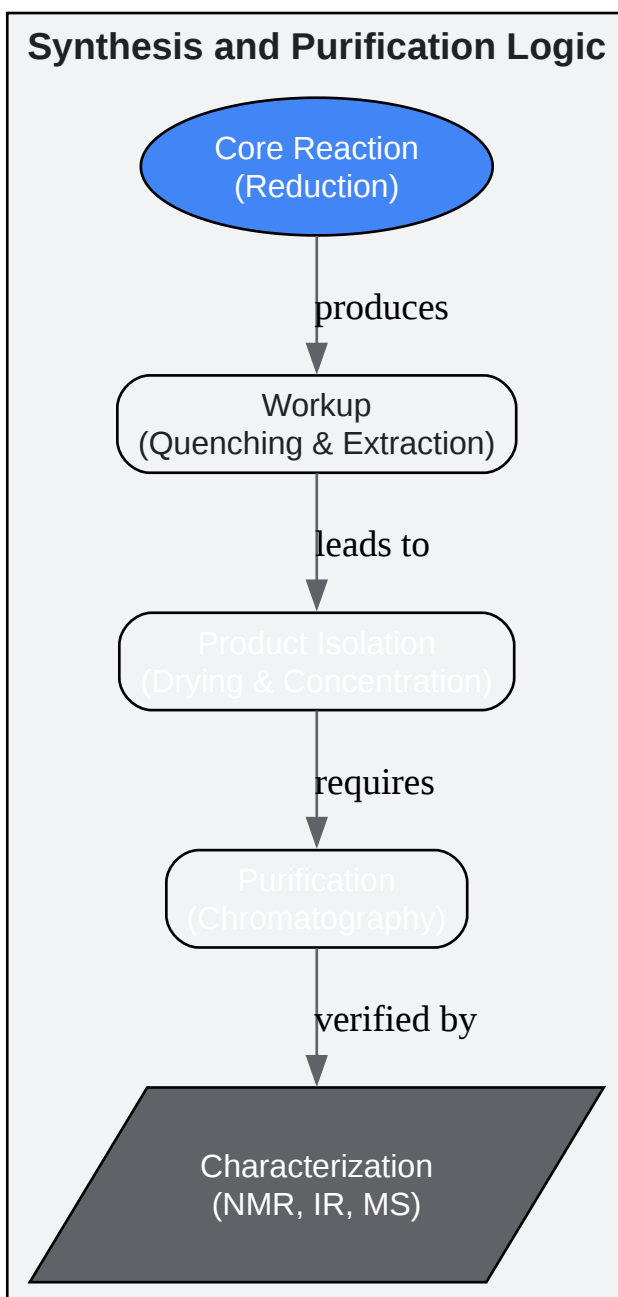 Synthesis and Purification Logic
Core Reaction
(Reduction)
produces
Workup
(Quenching & Extraction)
leads to
Product Isolation
(Drying & Concentration)
requires
Purification
(Chromatography)
verified by
Characterization
(NMR, IR, MS)